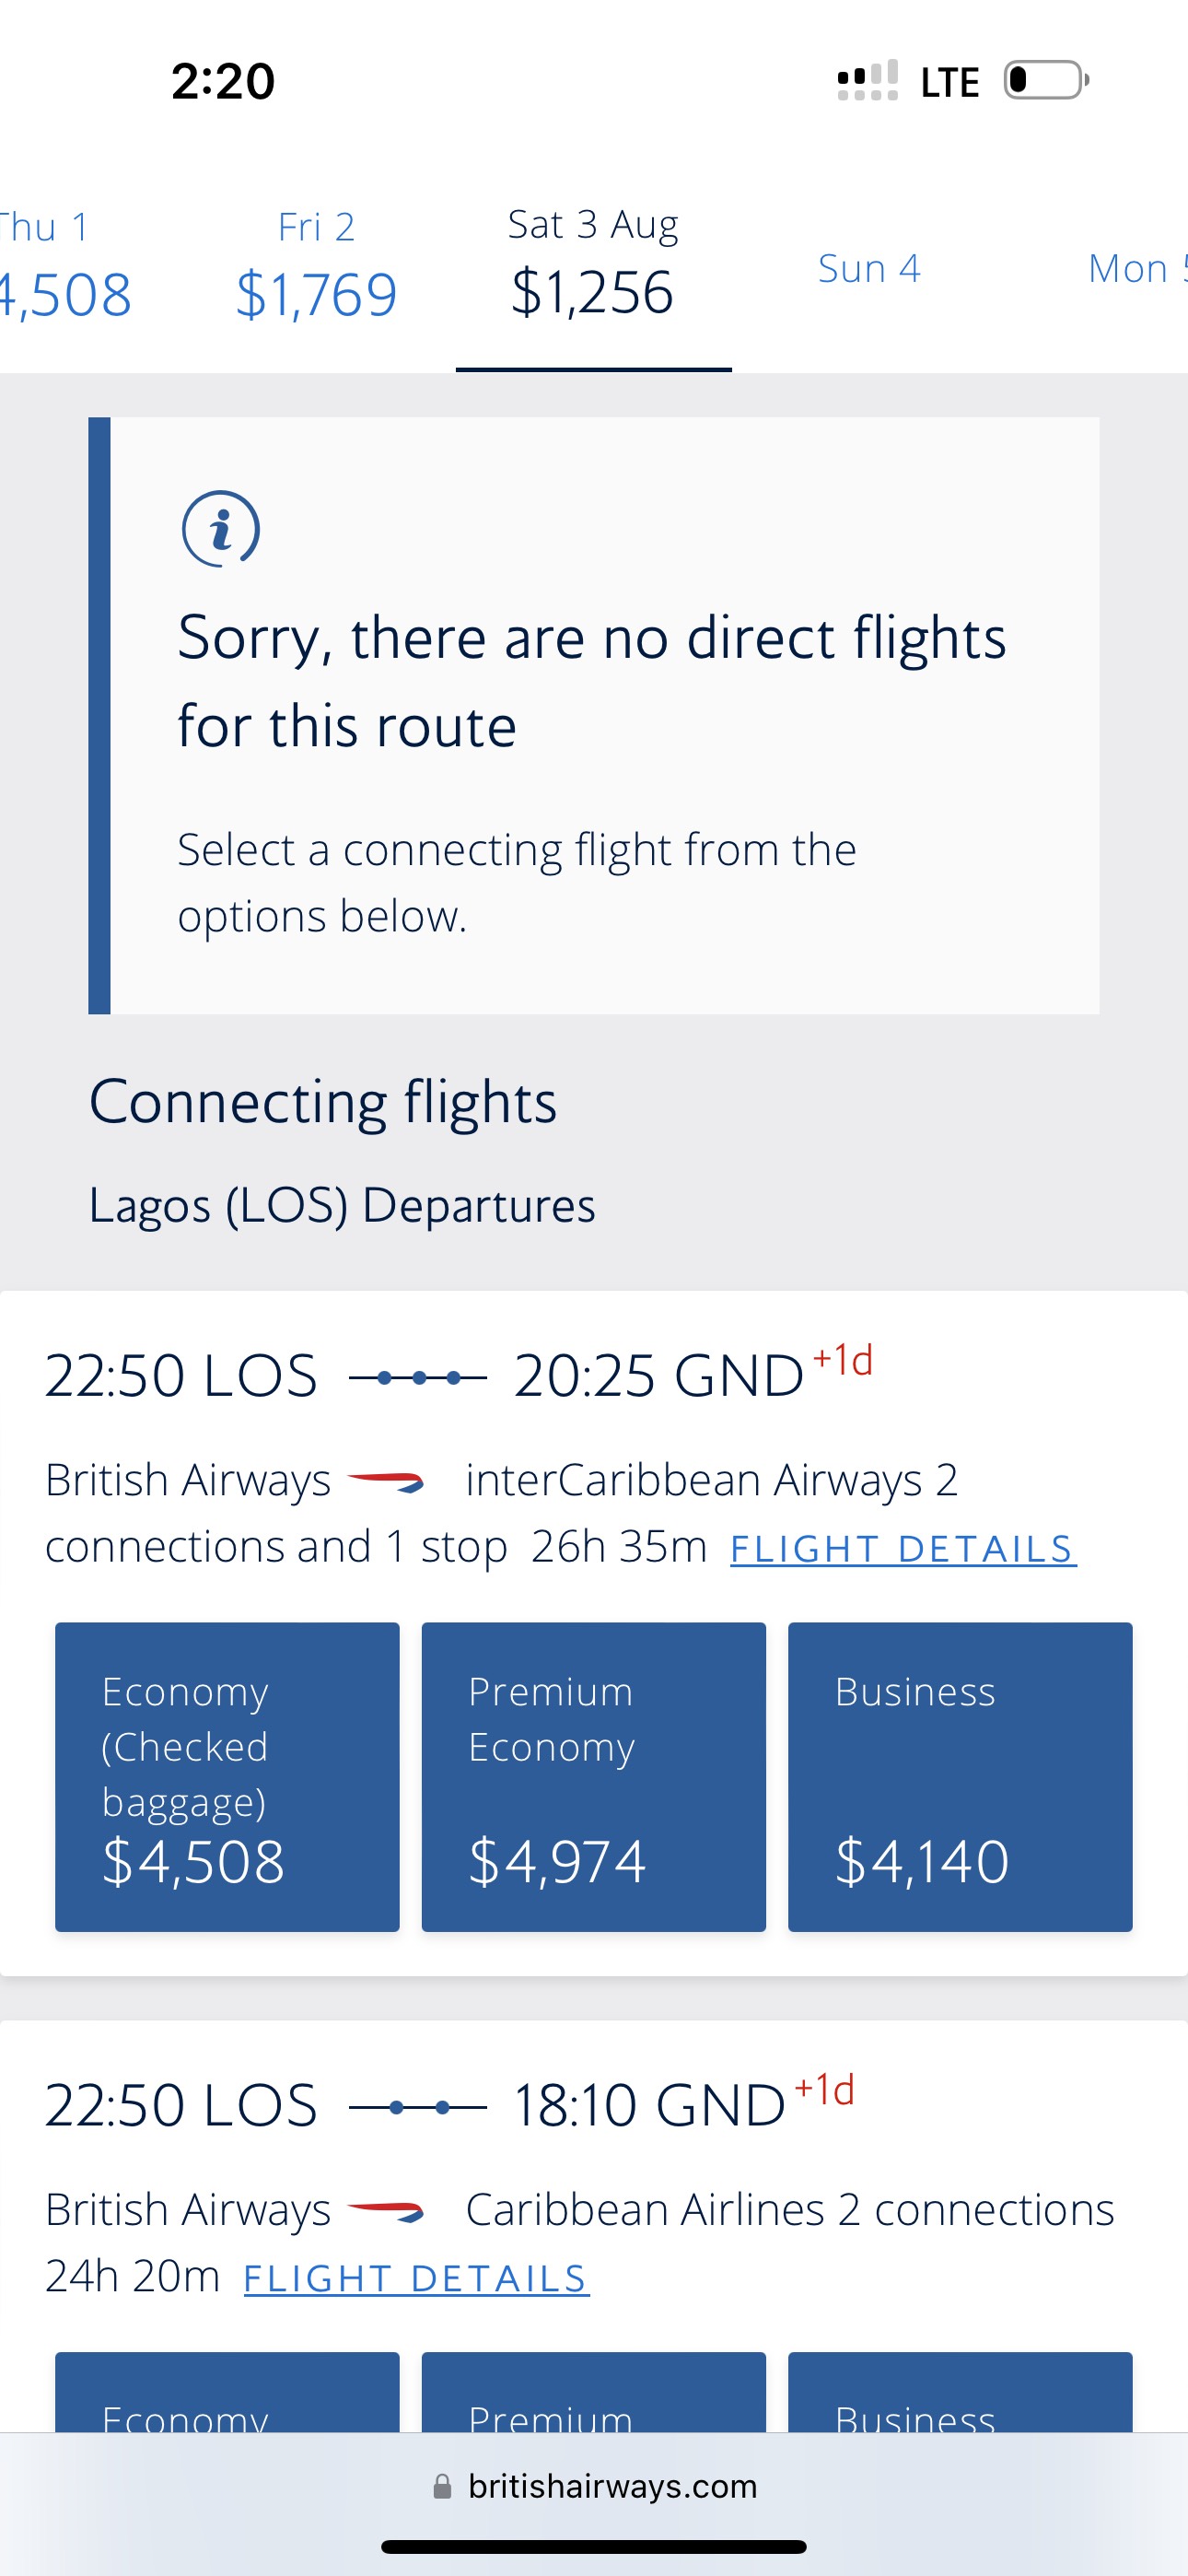 2:20 LTE
Thu 1 Fri 2 Sat 3 Aug Sun 4 Mon 5
4,508 $1,769 $1,256
Sorry, there are no direct flights
for this route
Select a connecting flight from the
options below.
Connecting flights
Lagos (LOS) Departures
22:50 LOS 20:25 GND +1d
British Airways interCaribbean Airways 2
connections and 1 stop 26h 35m FLIGHT DETAILS
Economy
(Checked
baggage)
$4,508
Premium
Economy
$4,974
Business
$4,140
22:50 LOS 18:10 GND +1d
British Airways Caribbean Airlines 2 connections
24h 20m FLIGHT DETAILS
Economy Premium Business
britishairways.com